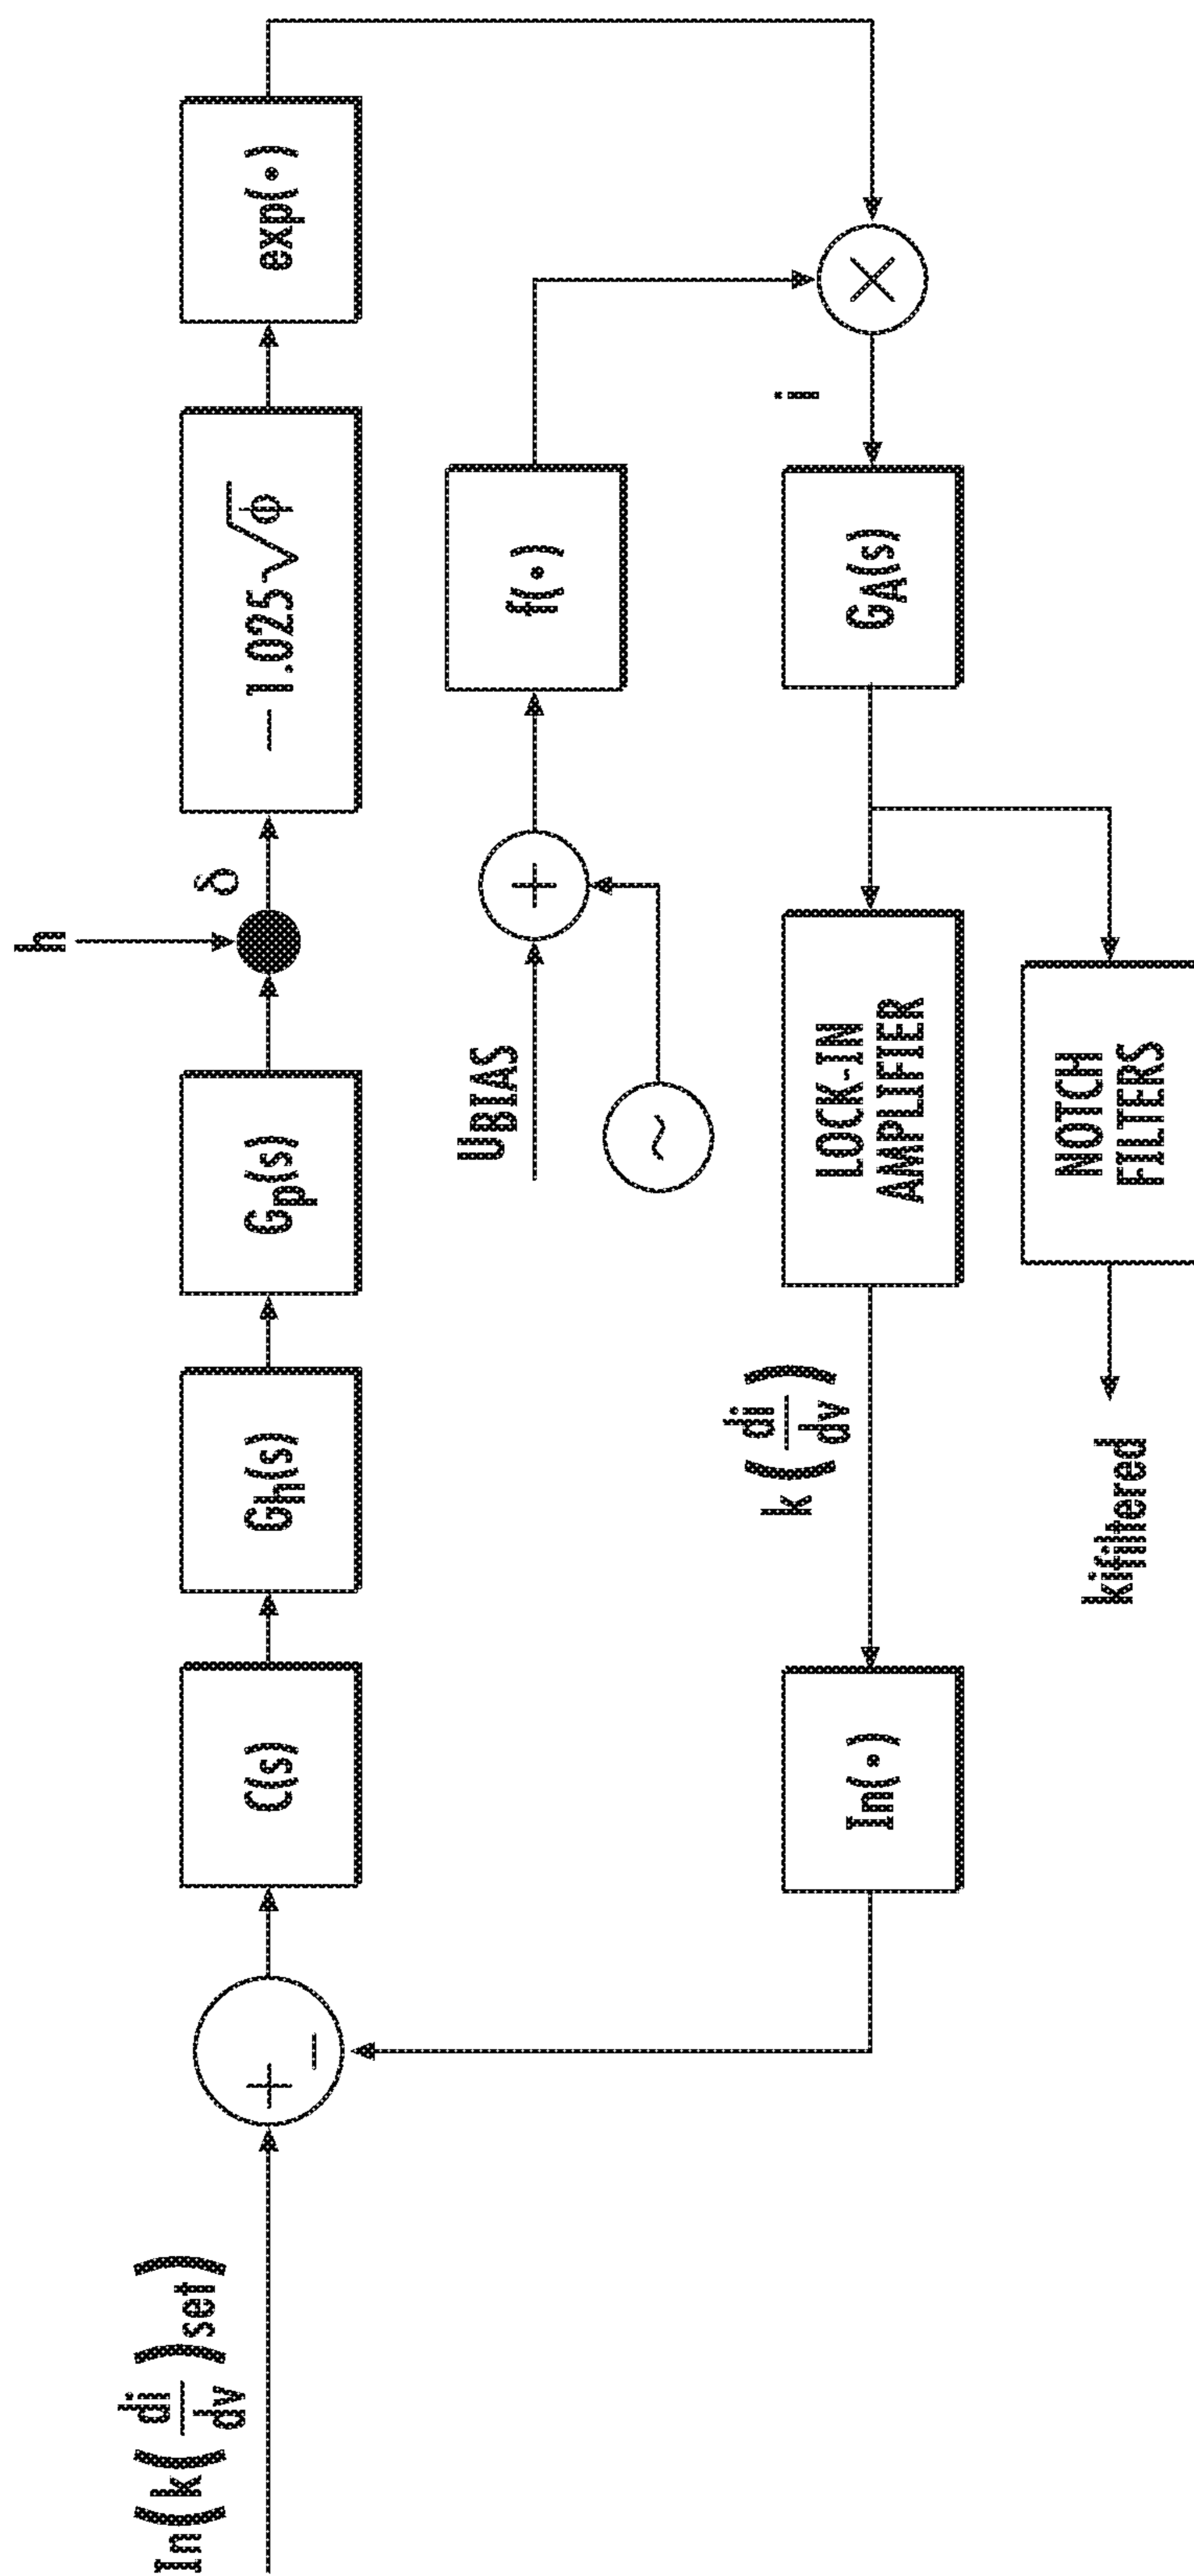 ln(k(di/dv)set)
+
−
C(s)
Gh(s)
Gp(s)
h
δ
−1.025√ϕ
exp(•)
UBIAS
~
+
f(•)
×
i
GA(s)
LOCK-IN
AMPLIFIER
k(di/dv)
ln(•)
NOTCH
FILTERS
kifiltered